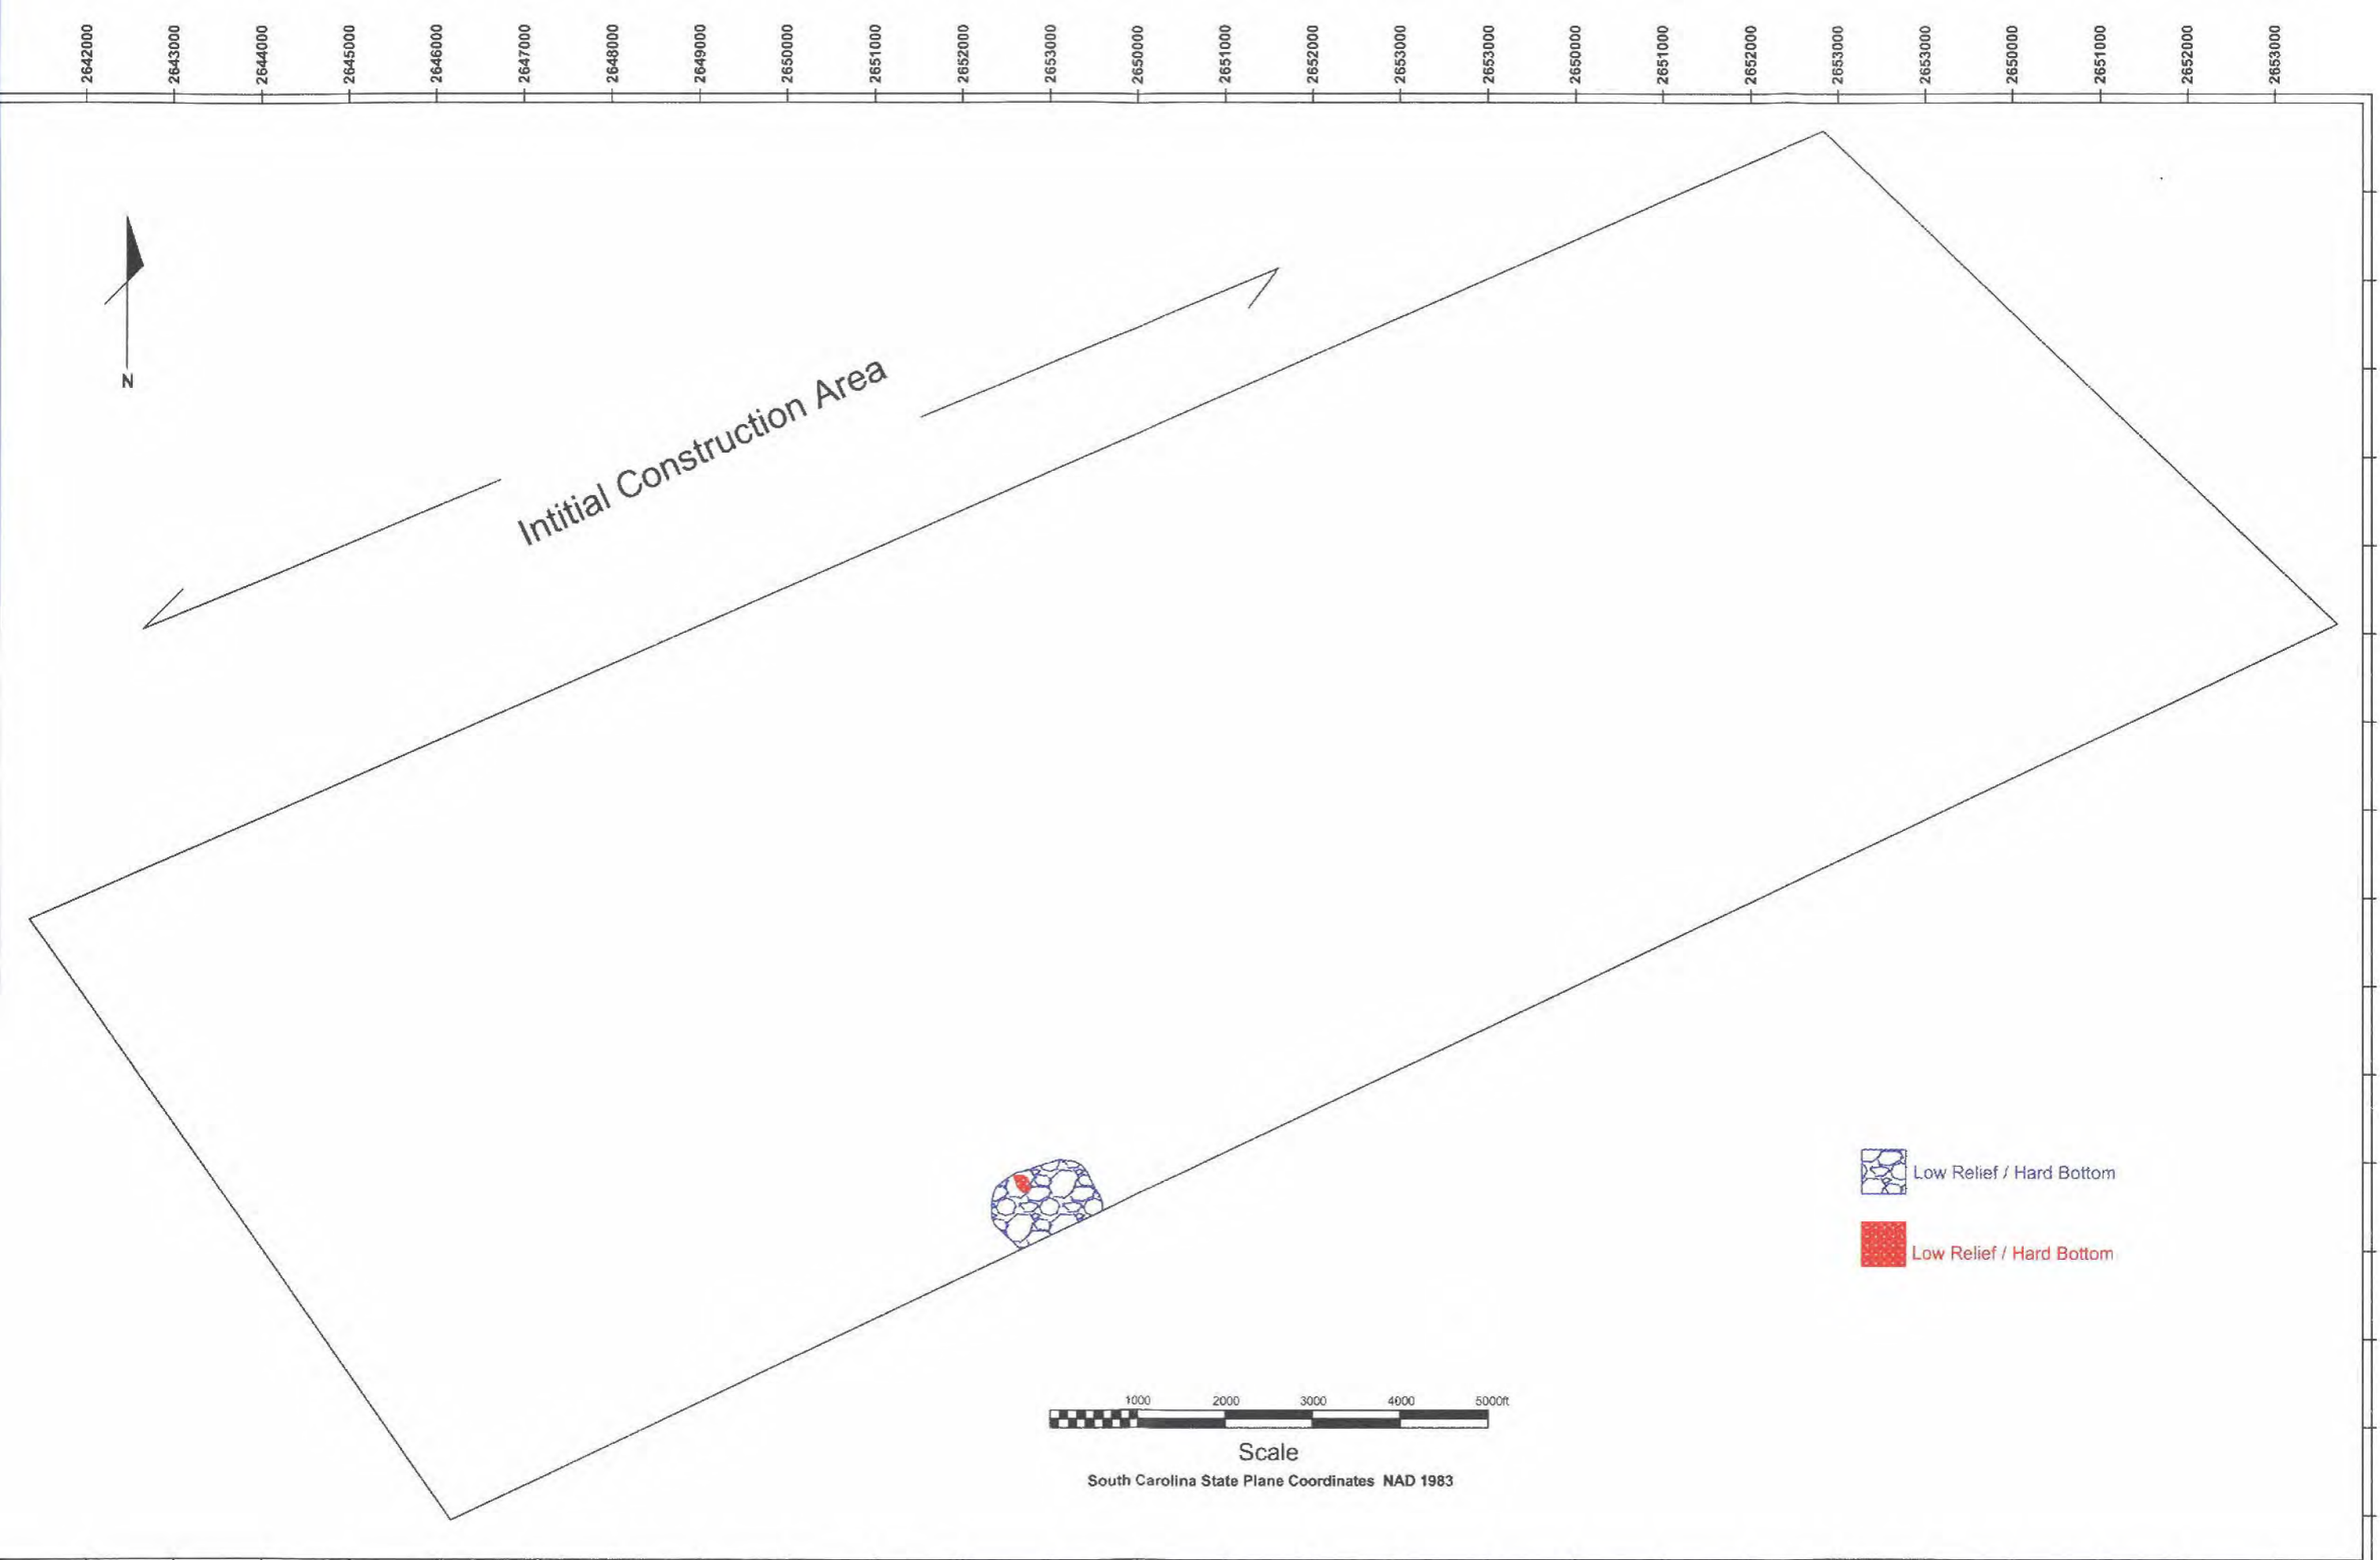 2642000 2643000 2644000 2645000 2646000 2647000 2648000 2649000 2650000 2651000 2652000 2653000 2650000 2651000 2652000 2653000 2653000 2650000 2651000 2652000 2653000 2653000 2650000 2651000 2652000 2653000
N
Intitial Construction Area
Low Relief / Hard Bottom
Low Relief / Hard Bottom
1000 2000 3000 4000 5000ft
Scale
South Carolina State Plane Coordinates NAD 1983